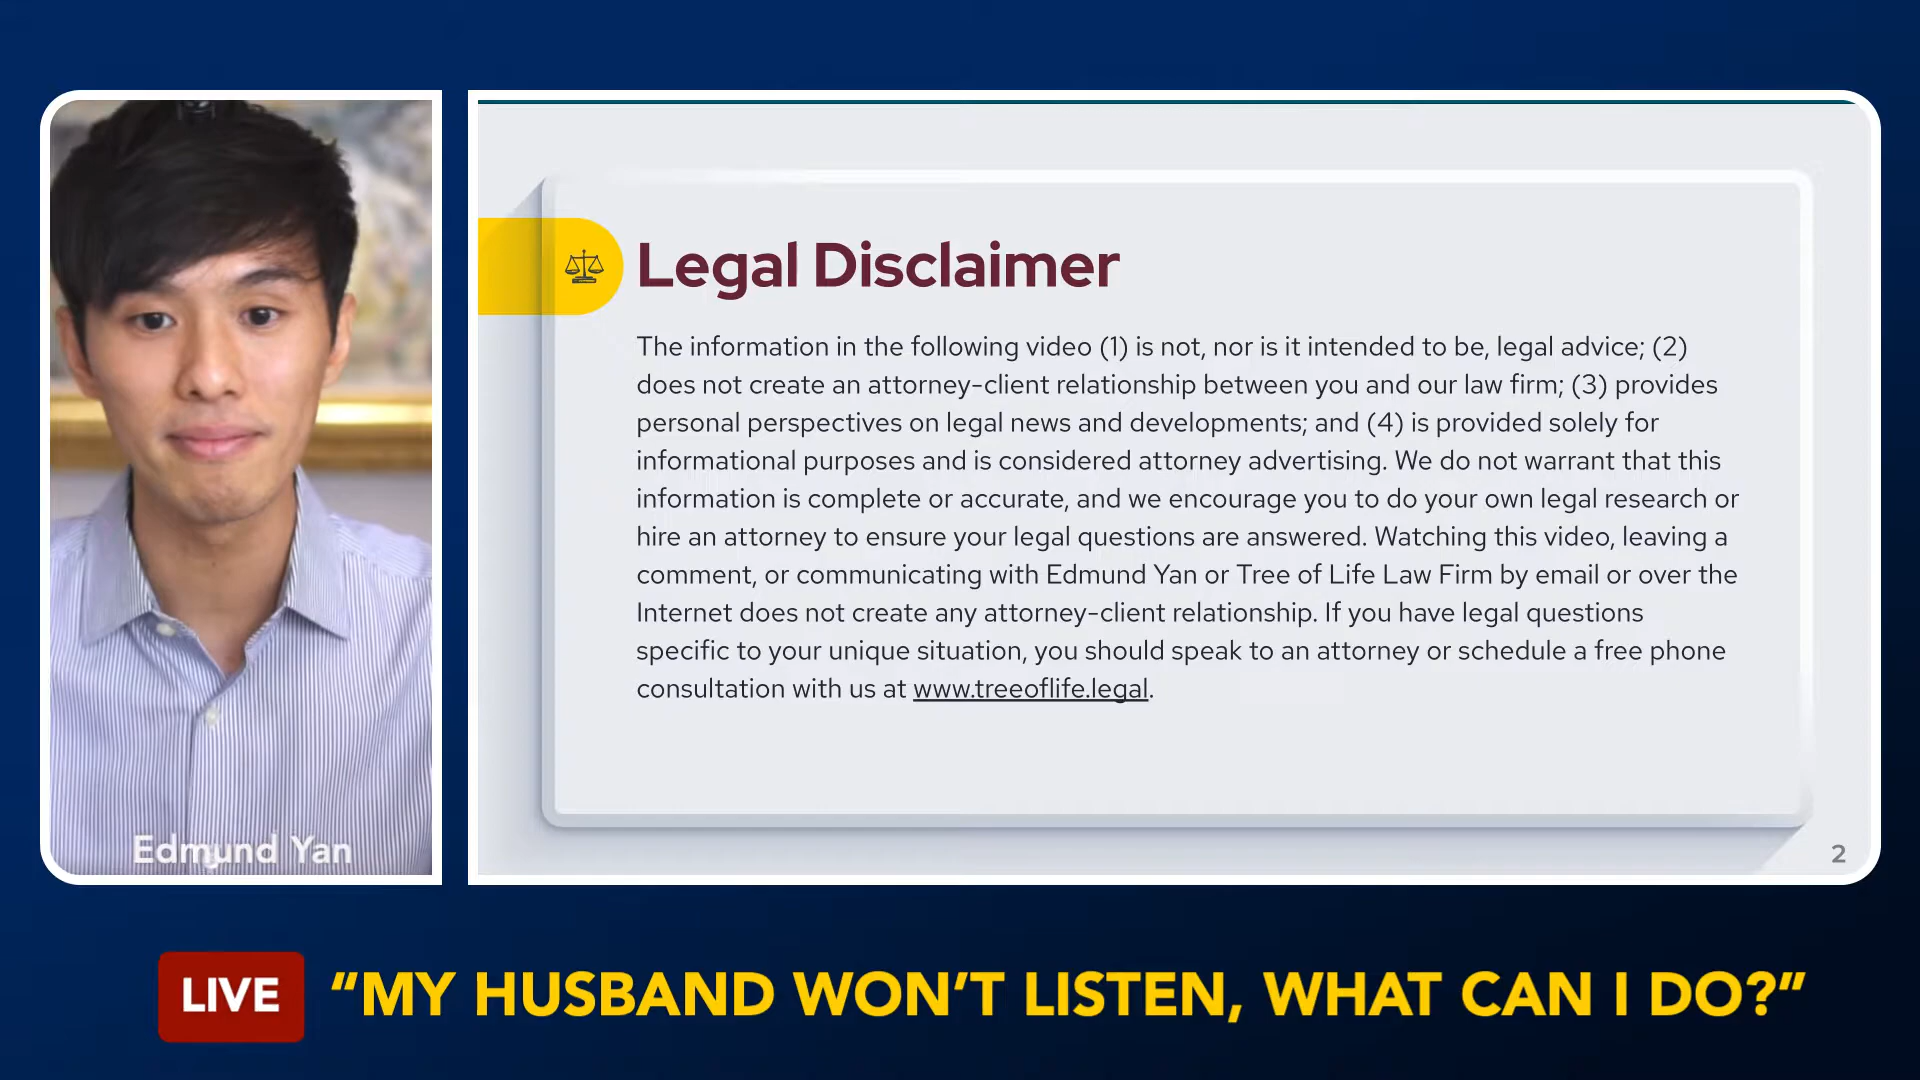 Edmund Yan
Legal Disclaimer
The information in the following video (1) is not, nor is it intended to be, legal advice; (2)
does not create an attorney-client relationship between you and our law firm; (3) provides
personal perspectives on legal news and developments; and (4) is provided solely for
informational purposes and is considered attorney advertising. We do not warrant that this
information is complete or accurate, and we encourage you to do your own legal research or
hire an attorney to ensure your legal questions are answered. Watching this video, leaving a
comment, or communicating with Edmund Yan or Tree of Life Law Firm by email or over the
Internet does not create any attorney-client relationship. If you have legal questions
specific to your unique situation, you should speak to an attorney or schedule a free phone
consultation with us at www.treeoflife.legal.
2
LIVE “MY HUSBAND WON’T LISTEN, WHAT CAN I DO?”